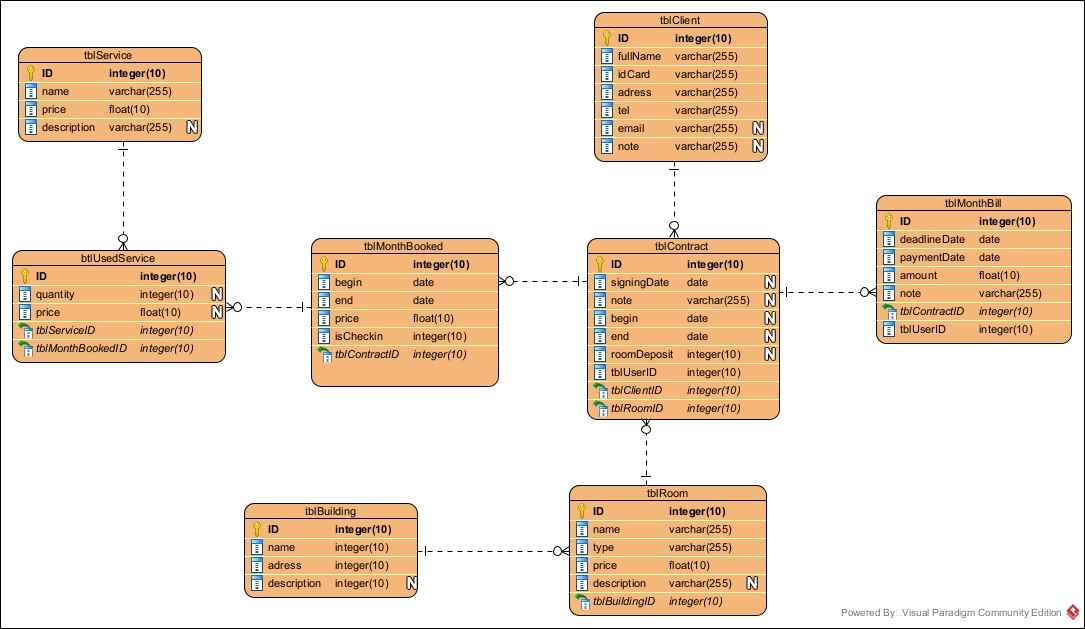 tblClient
ID integer(10)
fullName varchar(255)
idCard varchar(255)
adress varchar(255)
tel varchar(255)
email varchar(255) N
note varchar(255) N
tblService
ID integer(10)
name varchar(255)
price float(10)
description varchar(255) N
tblMonthBill
ID integer(10)
deadlineDate date
paymentDate date
amount float(10)
note varchar(255)
tblContractID integer(10)
tblUserID integer(10)
btlUsedService
ID integer(10)
quantity integer(10) N
price float(10) N
tblServiceID integer(10)
tblMonthBookedID integer(10)
tblMonthBooked
ID integer(10)
begin date
end date
price float(10)
isCheckin integer(10)
tblContractID integer(10)
tblContract
ID integer(10)
signingDate date N
note varchar(255) N
begin date N
end date N
roomDeposit integer(10) N
tblUserID integer(10)
tblClientID integer(10)
tblRoomID integer(10)
tblBuilding
ID integer(10)
name integer(10)
adress integer(10)
description integer(10) N
tblRoom
ID integer(10)
name varchar(255)
type varchar(255)
price float(10)
description varchar(255) N
tblBuildingID integer(10)
Powered By Visual Paradigm Community Edition